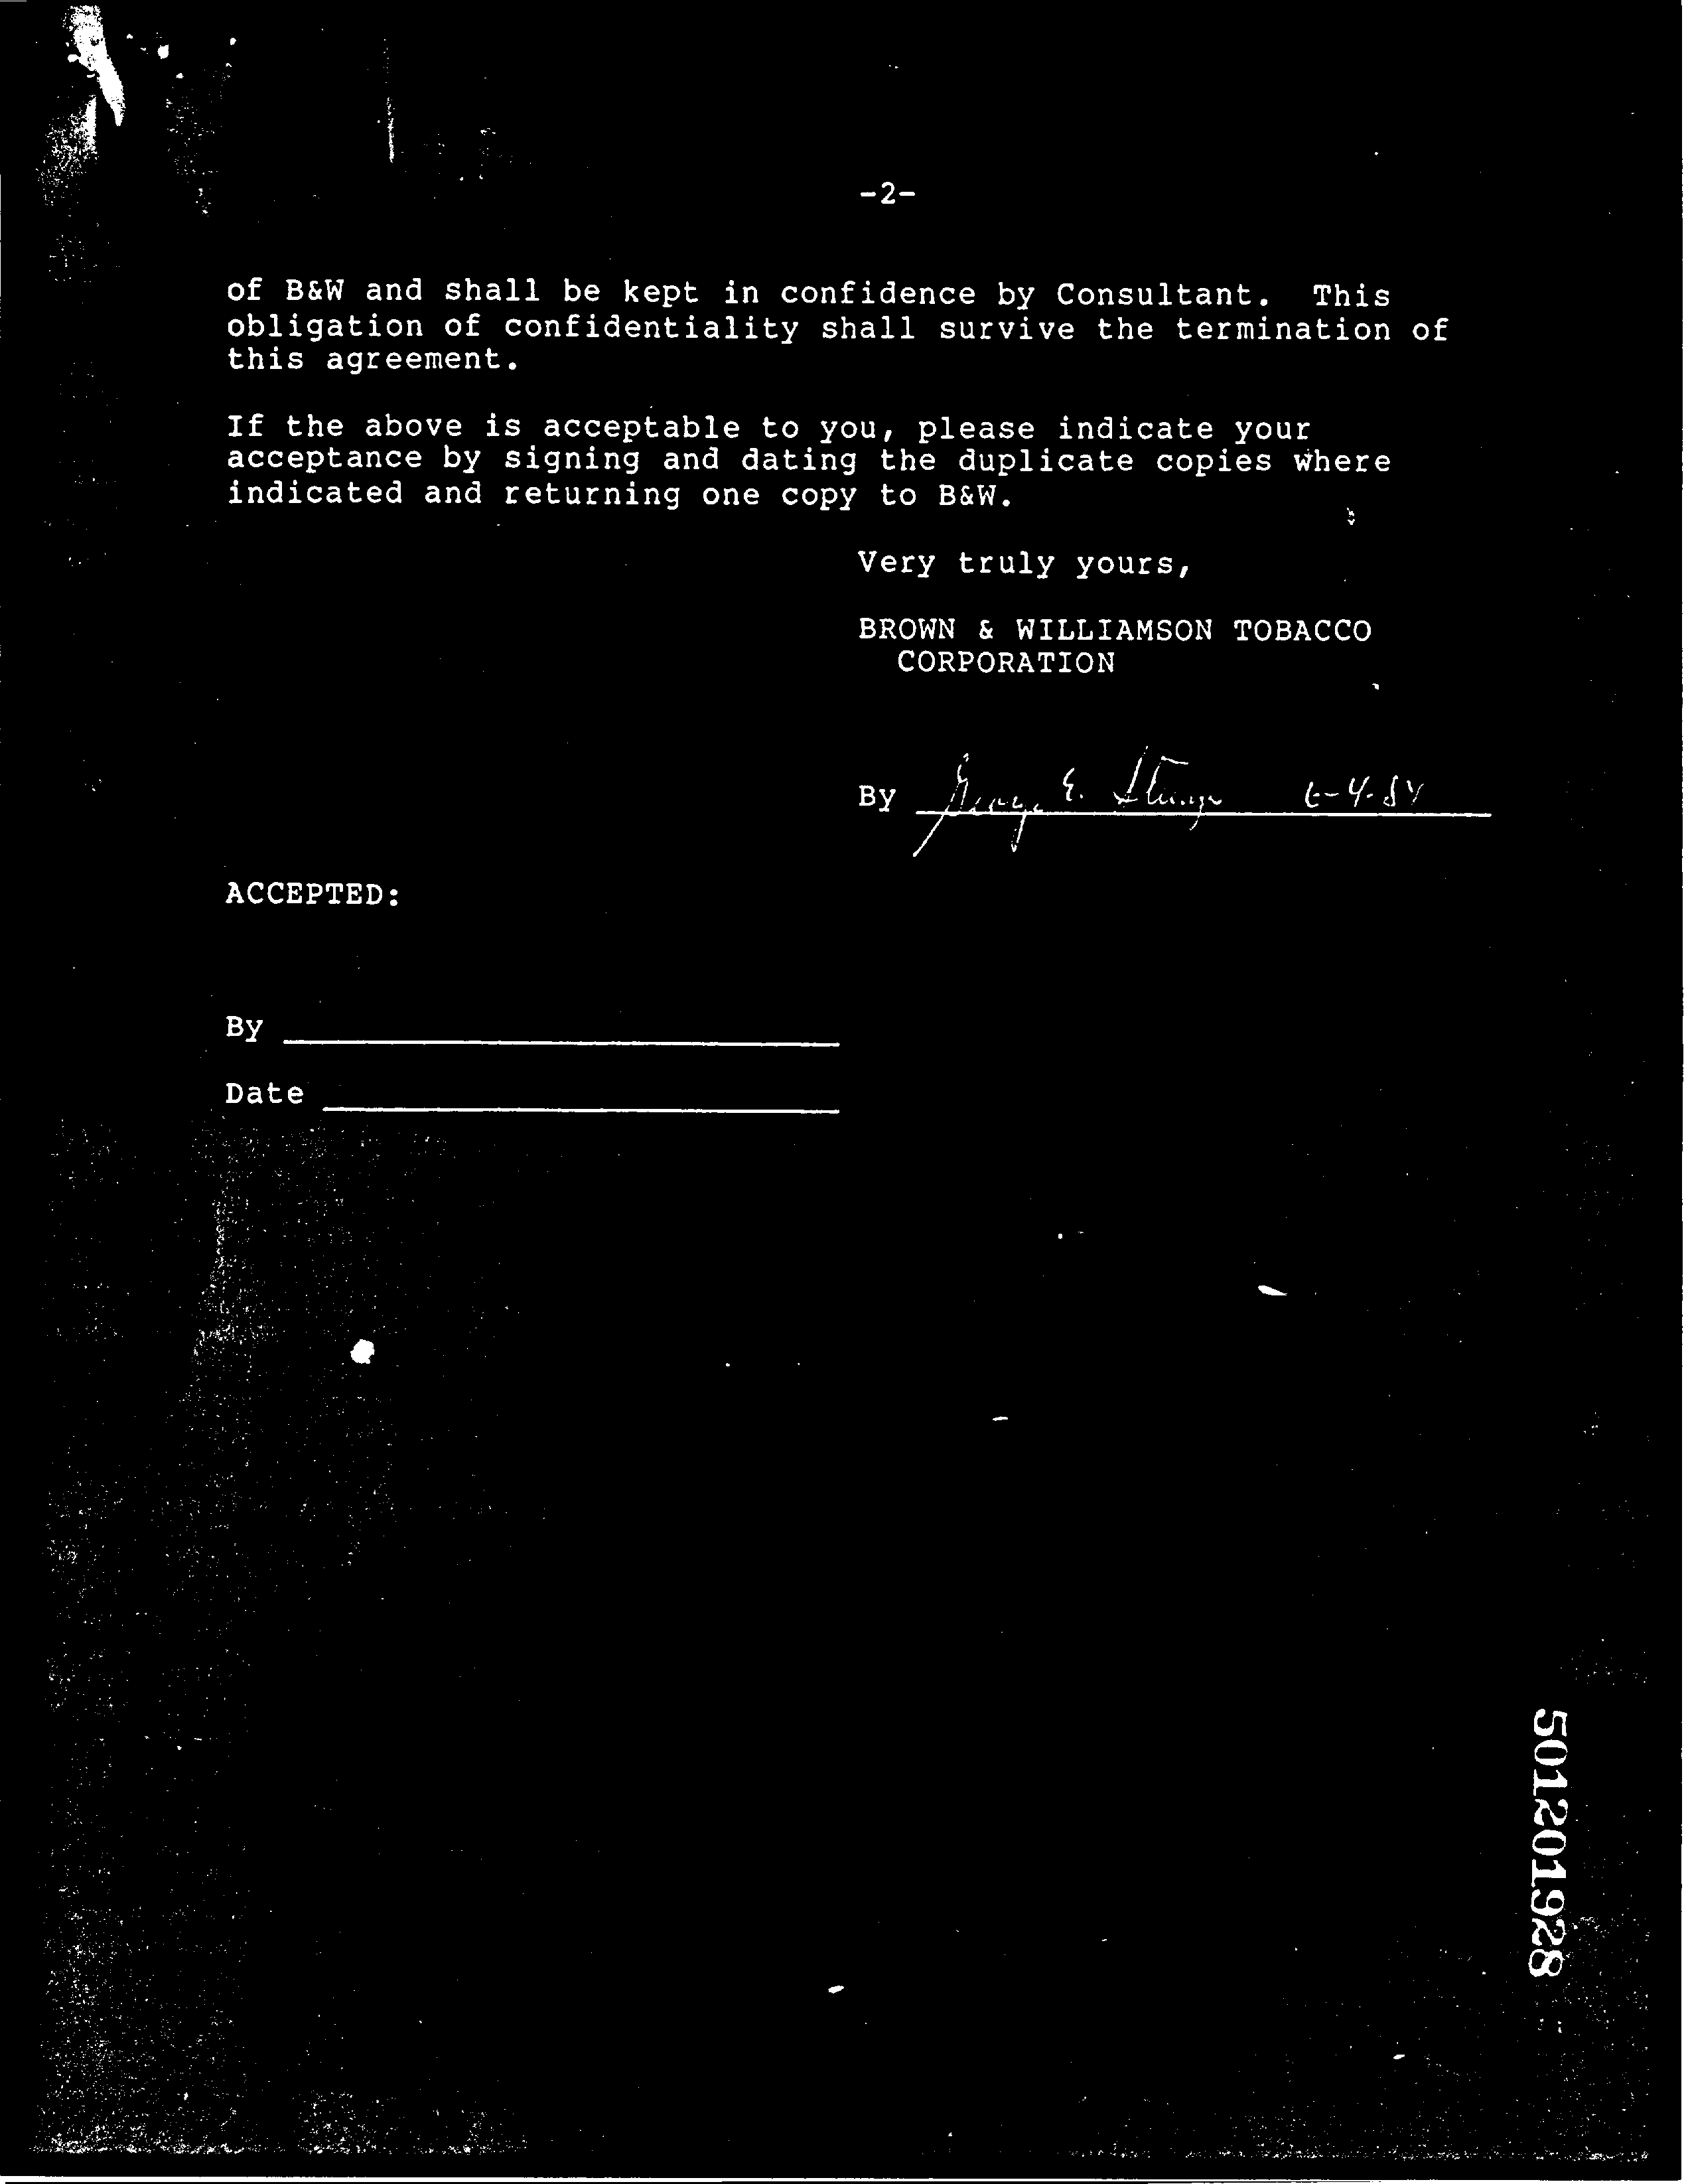 -2-
of B&W and shall be kept in confidence by Consultant. This
obligation of confidentiality shall survive the termination of
this agreement.
If the above is acceptable to you, please indicate your
acceptance by signing and dating the duplicate copies where
indicated and returning one copy to B&W.
Very truly yours,
BROWN & WILLIAMSON TOBACCO
CORPORATION
By George E. 6-4-84
ACCEPTED:
By
Date
501201928